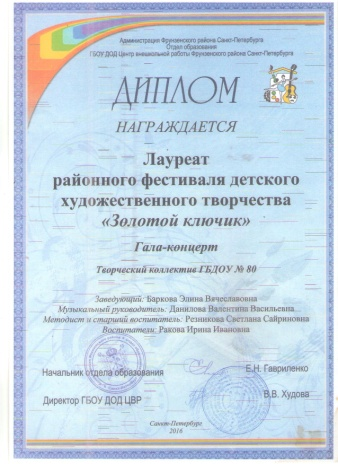 Администрация Фрунзенского района Санкт-Петербурга
Отдел образования
ГБОУ ДОД Центр внешкольной работы Фрунзенского района Санкт-Петербурга
ДИПЛОМ
НАГРАЖДАЕТСЯ
Лауреат
районного фестиваля детского
художественного творчества
«Золотой ключик»
Гала-концерт
Творческий коллектив ГБДОУ № 80
Заведующий: Баркова Элина Вячеславовна
Музыкальный руководитель: Данилова Валентина Васильевна
Методист и старший воспитатель: Резникова Светлана Сайриновна
Воспитатели: Ракова Ирина Ивановна
Начальник отдела образования
Е.Н. Гавриленко
Директор ГБОУ ДОД ЦВР
В.В. Худова
Санкт-Петербург
2016